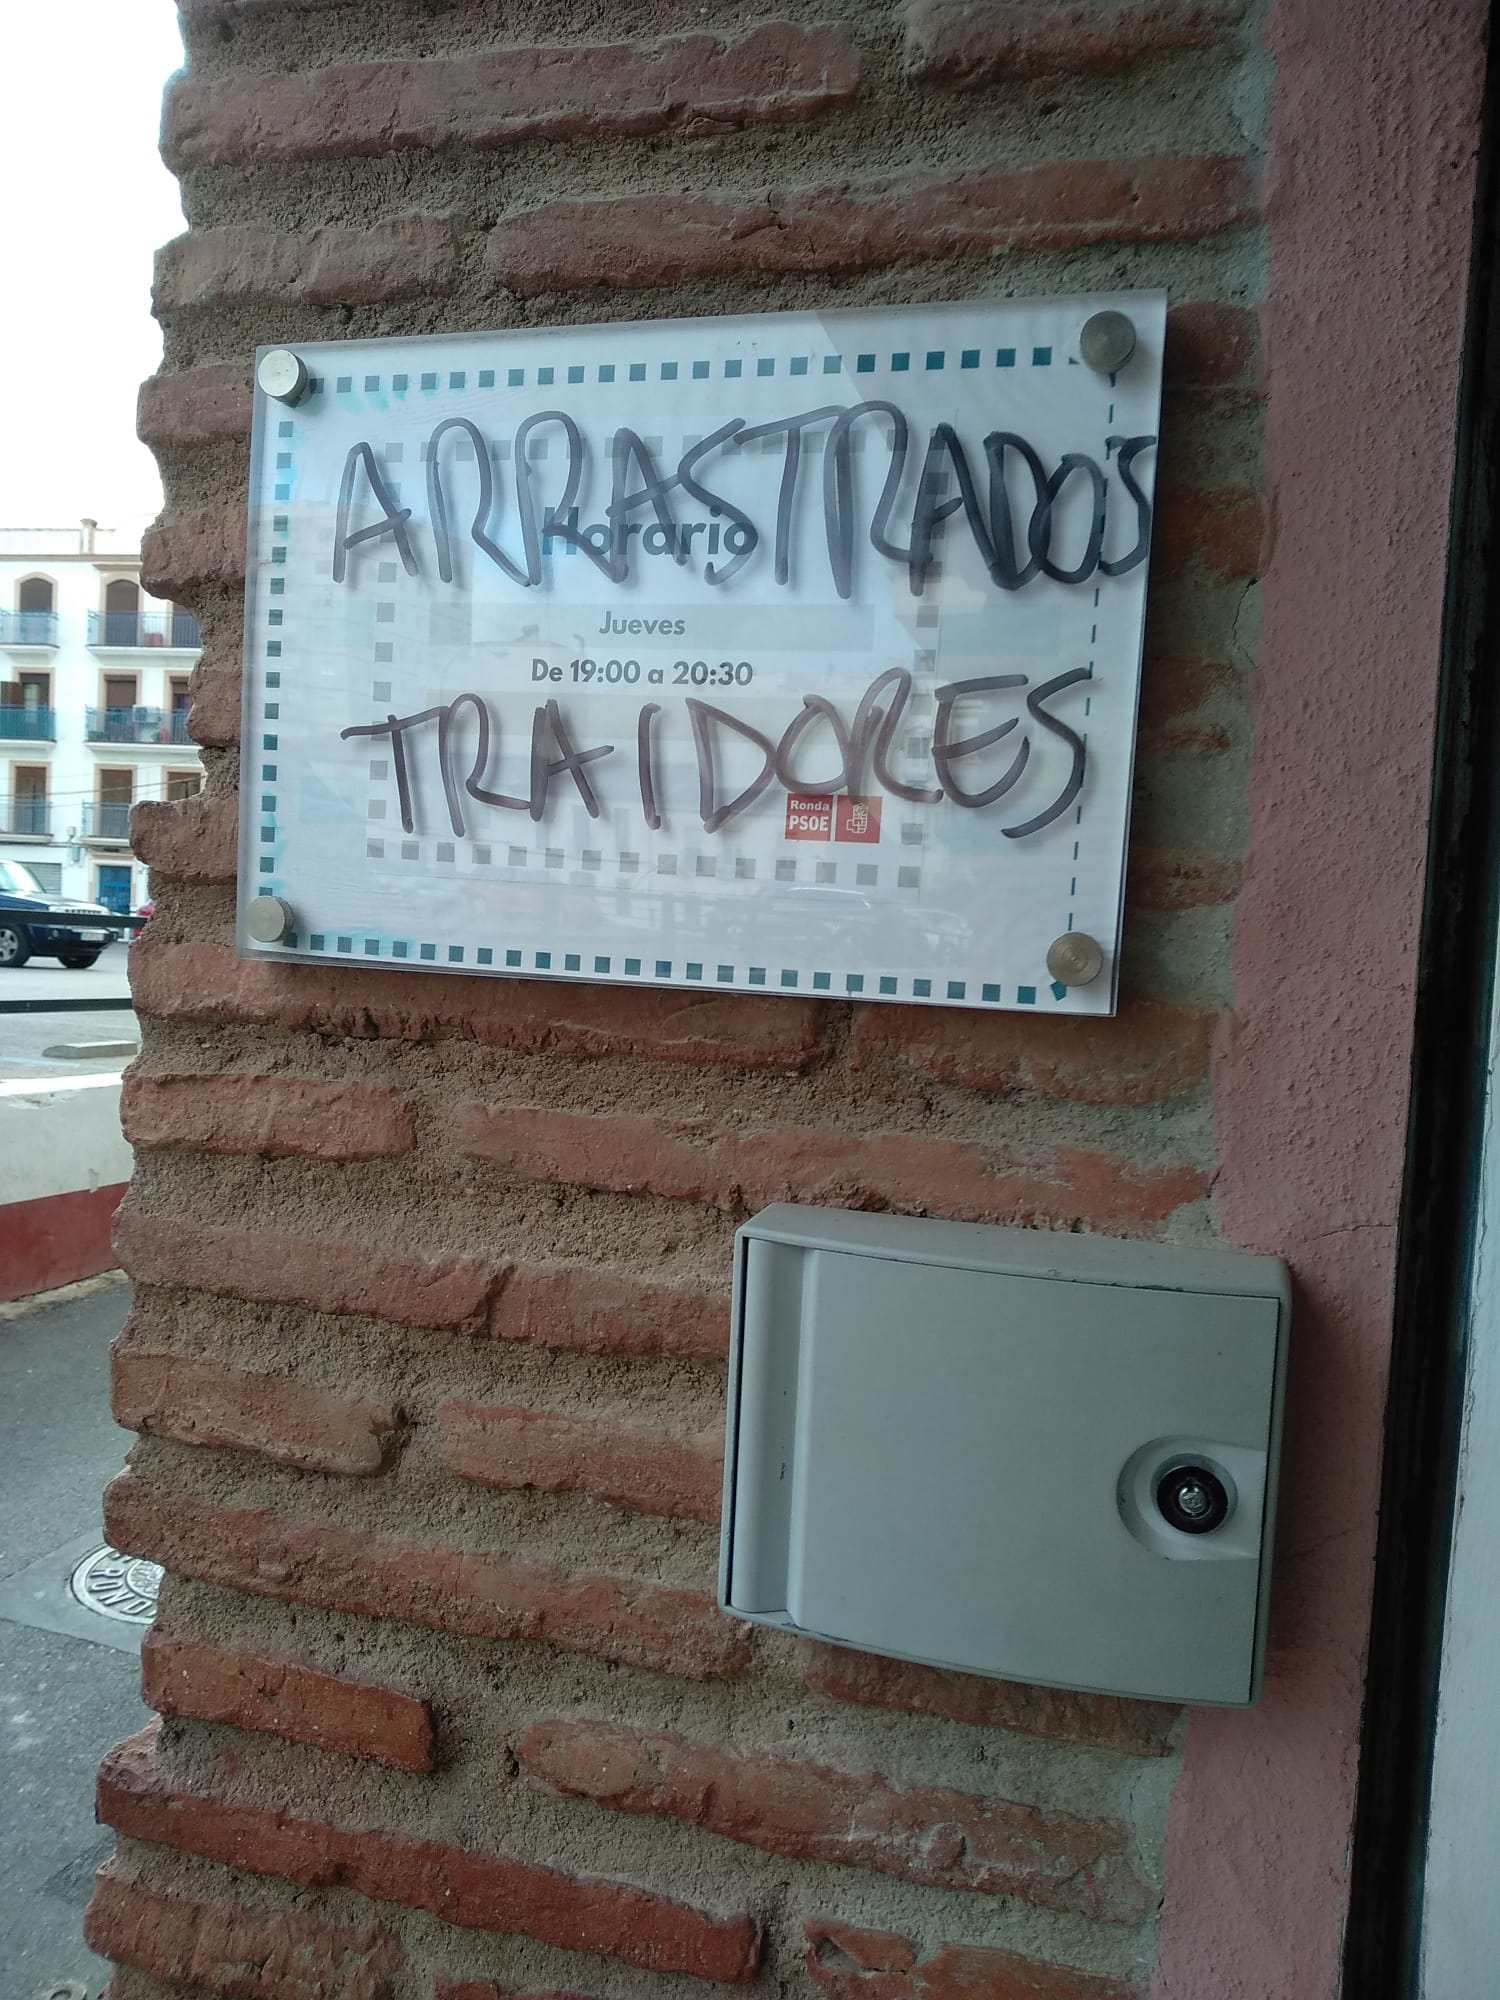 ARRASTRADOS
Horario
Jueves
De 19:00 a 20:30
TRAIDORES
Ronda
PSOE